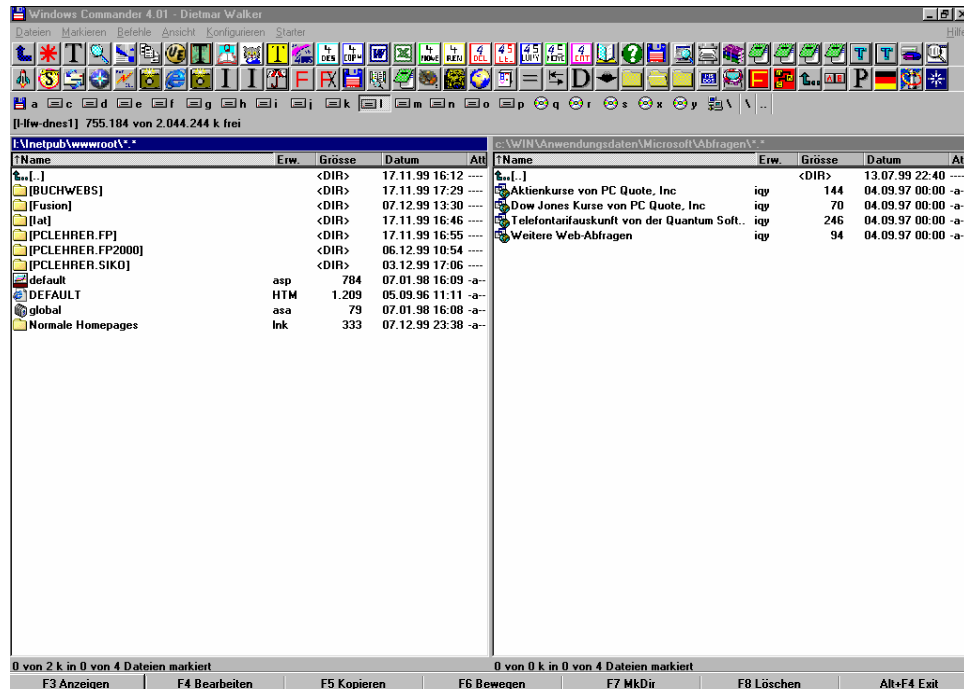 Windows Commander 4.01 - Dietmar Walker
Dateien Markieren Befehle Ansicht Konfigurieren Starter Hilfe
a c d e f g h i j k l m n o p q r s x y \ \ ..
[l-lfw-dnes1] 755.184 von 2.044.244 k frei
l:\Inetpub\wwwroot\*.*
↑Name Erw. Grösse Datum Att
[..] <DIR> 17.11.99 16:12 ----
[BUCHWEBS] <DIR> 17.11.99 17:29 ----
[Fusion] <DIR> 07.12.99 13:30 ----
[lat] <DIR> 17.11.99 16:46 ----
[PCLEHRER.FP] <DIR> 17.11.99 16:55 ----
[PCLEHRER.FP2000] <DIR> 06.12.99 10:54 ----
[PCLEHRER.SIKO] <DIR> 03.12.99 17:06 ----
default asp 784 07.01.98 16:09 -a--
DEFAULT HTM 1.209 05.09.96 11:11 -a--
global asa 79 07.01.98 16:08 -a--
Normale Homepages lnk 333 07.12.99 23:38 -a--
0 von 2 k in 0 von 4 Dateien markiert
c:\WIN\Anwendungsdaten\Microsoft\Abfragen\*.*
↑Name Erw. Grösse Datum At
[..] <DIR> 13.07.99 22:40 ----
Aktienkurse von PC Quote, Inc iqy 144 04.09.97 00:00 -a-
Dow Jones Kurse von PC Quote, Inc iqy 70 04.09.97 00:00 -a-
Telefontarifauskunft von der Quantum Soft.. iqy 246 04.09.97 00:00 -a-
Weitere Web-Abfragen iqy 94 04.09.97 00:00 -a-
0 von 0 k in 0 von 4 Dateien markiert
F3 Anzeigen F4 Bearbeiten F5 Kopieren F6 Bewegen F7 MkDir F8 Löschen Alt+F4 Exit